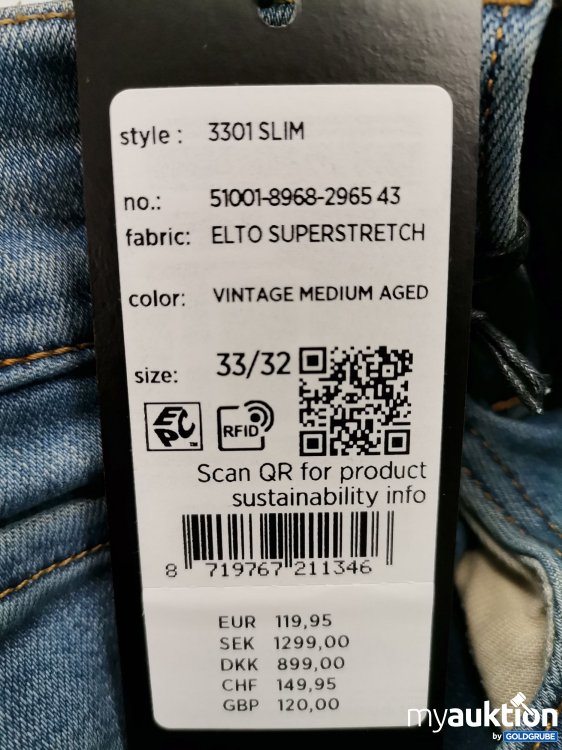 style : 3301 SLIM
no.: 51001-8968-2965 43
fabric: ELTO SUPERSTRETCH
color: VINTAGE MEDIUM AGED
size: 33/32
EPC TM
RFID
Scan QR for product
sustainability info
8 719767 211346
EUR 119,95
SEK 1299,00
DKK 899,00
CHF 149,95
GBP 120,00
myauktion
by GOLDGRUBE